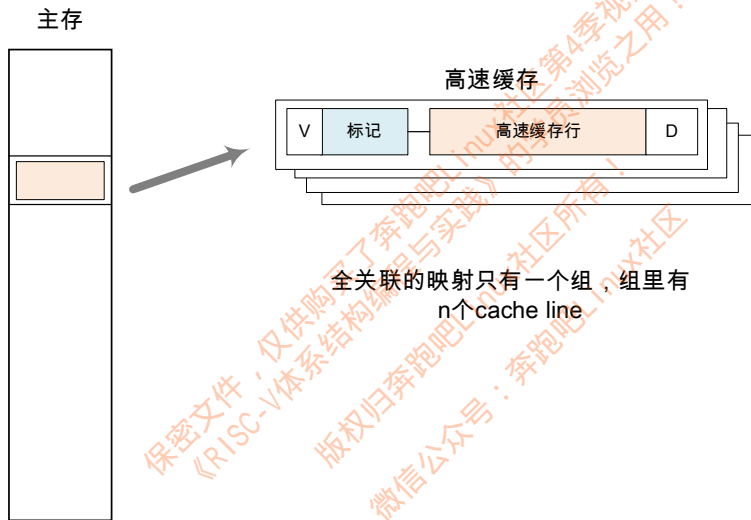 主存
高速缓存
V 标记 高速缓存行 D
全关联的映射只有一个组，组里有
n个cache line
保密文件，仅供购买了奔跑吧Linux社区第4季视
《RISC-V体系结构编程与实践》的学员浏览之用！
版权归奔跑吧Linux社区所有！
微信公众号：奔跑吧Linux社区